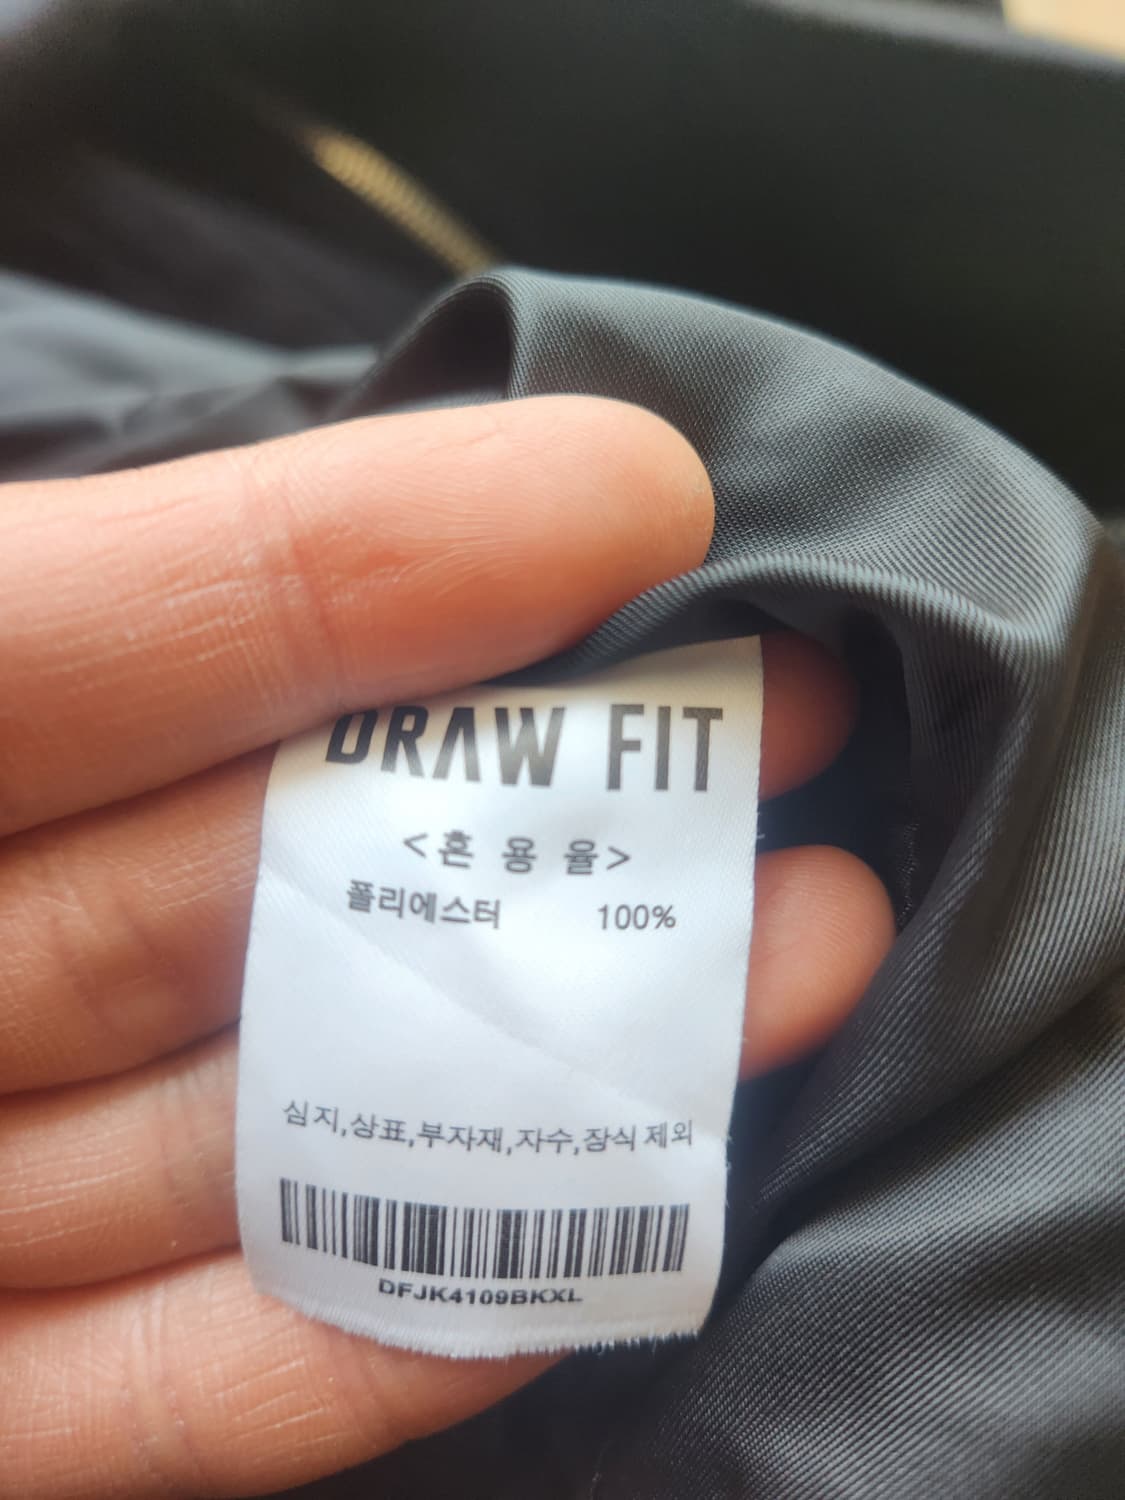 DRAW FIT
<혼 용 율>
폴리에스터 100%
심지,상표,부자재,자수,장식 제외
DFJK4109BKXL